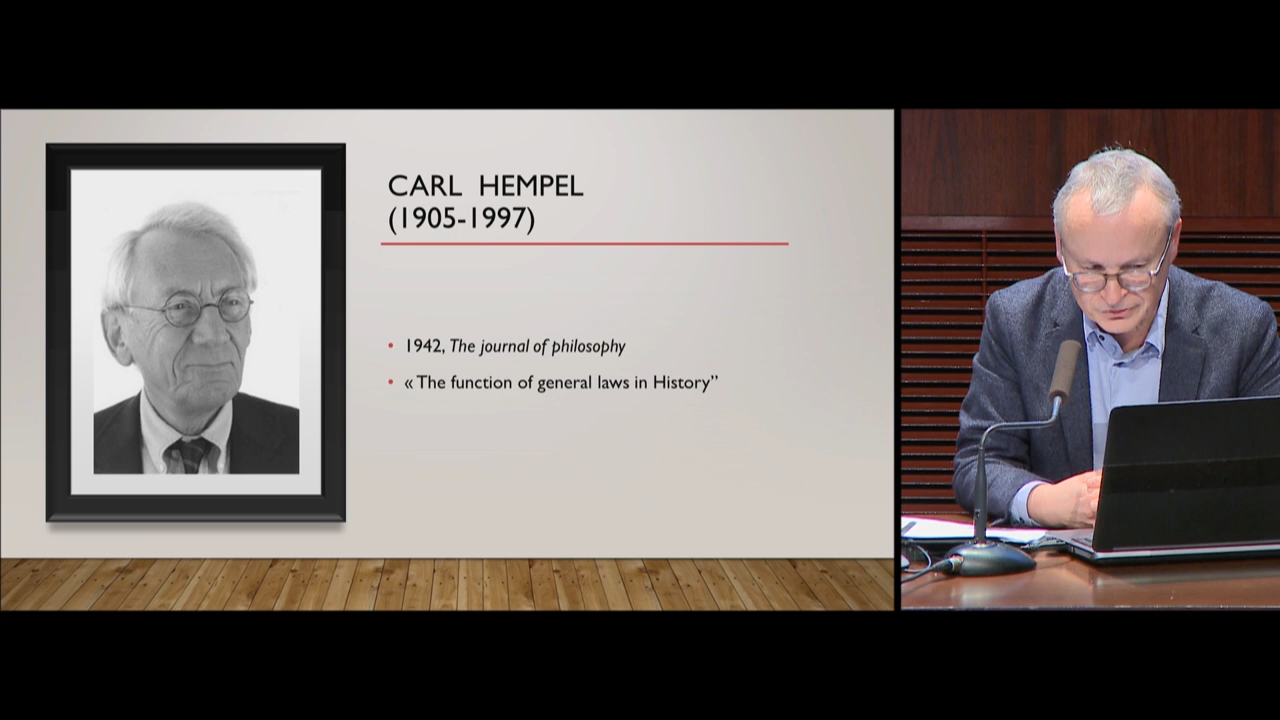 CARL HEMPEL
(1905-1997)
1942, The journal of philosophy
« The function of general laws in History”